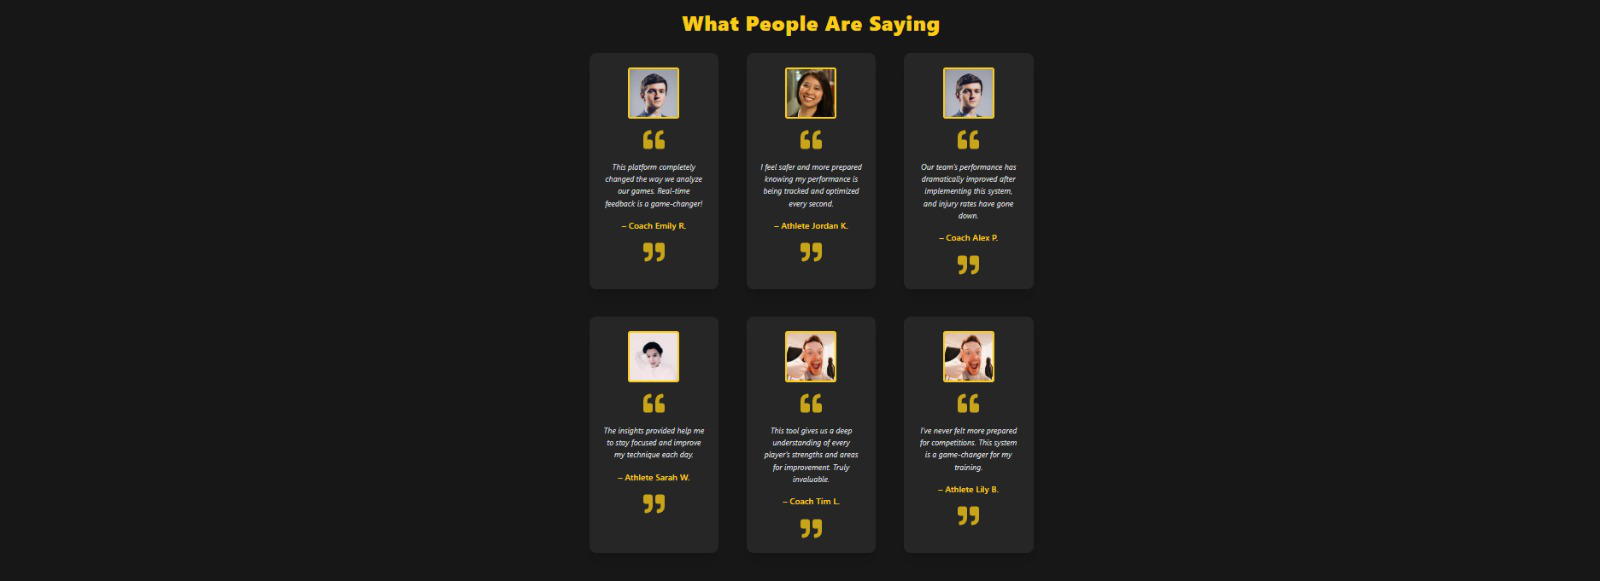 What People Are Saying
❝
This platform completely
changed the way we analyze
our games. Real-time
feedback is a game-changer!
– Coach Emily R.
❞
❝
I feel safer and more prepared
knowing my performance is
being tracked and optimized
every second.
– Athlete Jordan K.
❞
❝
Our team's performance has
dramatically improved after
implementing this system,
and injury rates have gone
down.
– Coach Alex P.
❞
❝
The insights provided help me
to stay focused and improve
my technique each day.
– Athlete Sarah W.
❞
❝
This tool gives us a deep
understanding of every
player's strengths and areas
for improvement. Truly
invaluable.
– Coach Tim L.
❞
❝
I've never felt more prepared
for competitions. This system
is a game-changer for my
training.
– Athlete Lily B.
❞